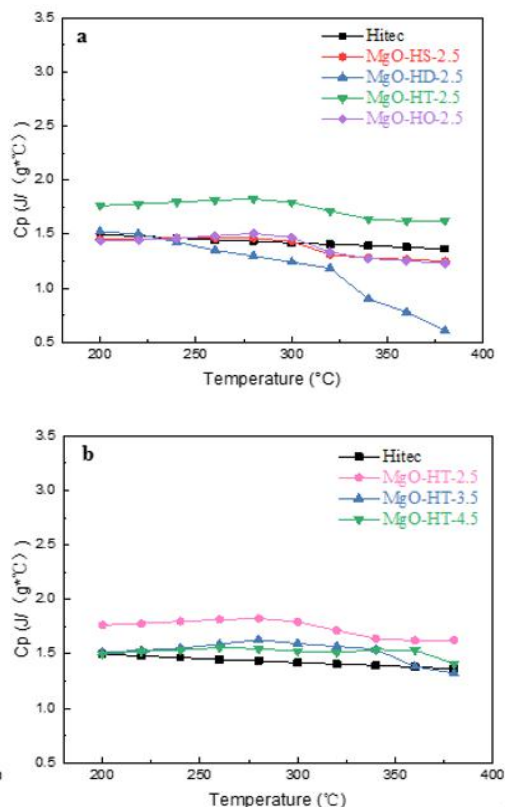 a
Hitec
MgO-HS-2.5
MgO-HD-2.5
MgO-HT-2.5
MgO-HO-2.5
3.5
3.0
2.5
2.0
1.5
1.0
0.5
Cp (J/（g*℃）)
200 250 300 350 400
Temperature (°C)
b
Hitec
MgO-HT-2.5
MgO-HT-3.5
MgO-HT-4.5
3.5
3.0
2.5
2.0
1.5
1.0
0.5
Cp (J/（g*℃）)
200 250 300 350 400
Temperature (℃)